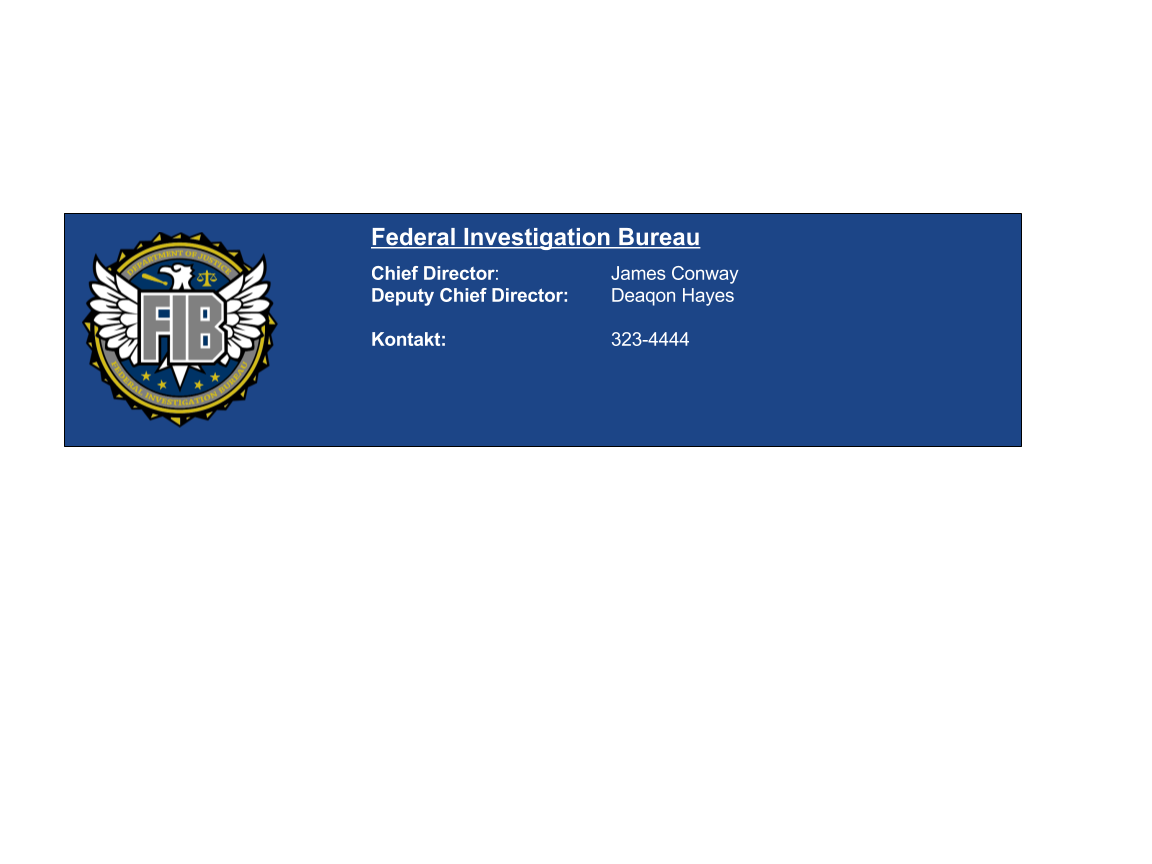 Federal Investigation Bureau
Chief Director: James Conway
Deputy Chief Director: Deaqon Hayes
Kontakt: 323-4444
DEPARTMENT OF JUSTICE
FIB
FEDERAL INVESTIGATION BUREAU